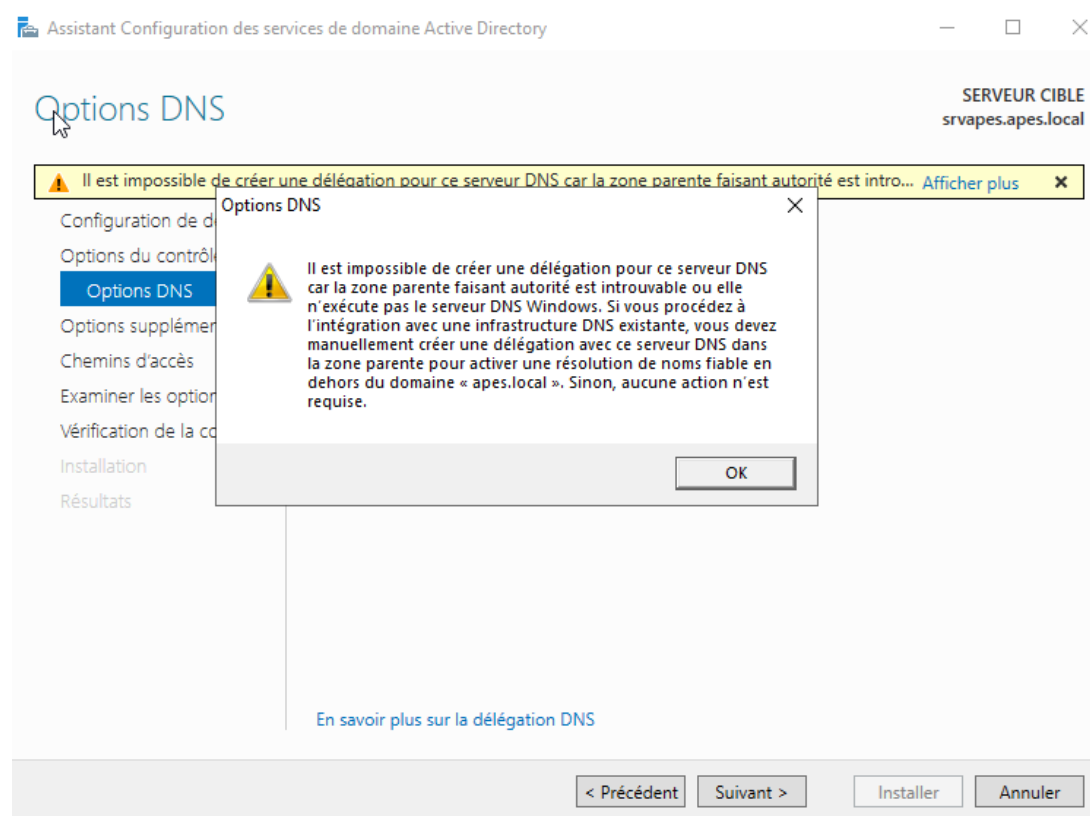 Assistant Configuration des services de domaine Active Directory
Options DNS
SERVEUR CIBLE
srvapes.apes.local
Il est impossible de créer une délégation pour ce serveur DNS car la zone parente faisant autorité est intro... Afficher plus
Configuration de d
Options du contrôl
Options DNS
Options supplémen
Chemins d'accès
Examiner les option
Vérification de la co
Installation
Résultats
Options DNS
Il est impossible de créer une délégation pour ce serveur DNS
car la zone parente faisant autorité est introuvable ou elle
n'exécute pas le serveur DNS Windows. Si vous procédez à
l'intégration avec une infrastructure DNS existante, vous devez
manuellement créer une délégation avec ce serveur DNS dans
la zone parente pour activer une résolution de noms fiable en
dehors du domaine « apes.local ». Sinon, aucune action n'est
requise.
OK
En savoir plus sur la délégation DNS
< Précédent
Suivant >
Installer
Annuler